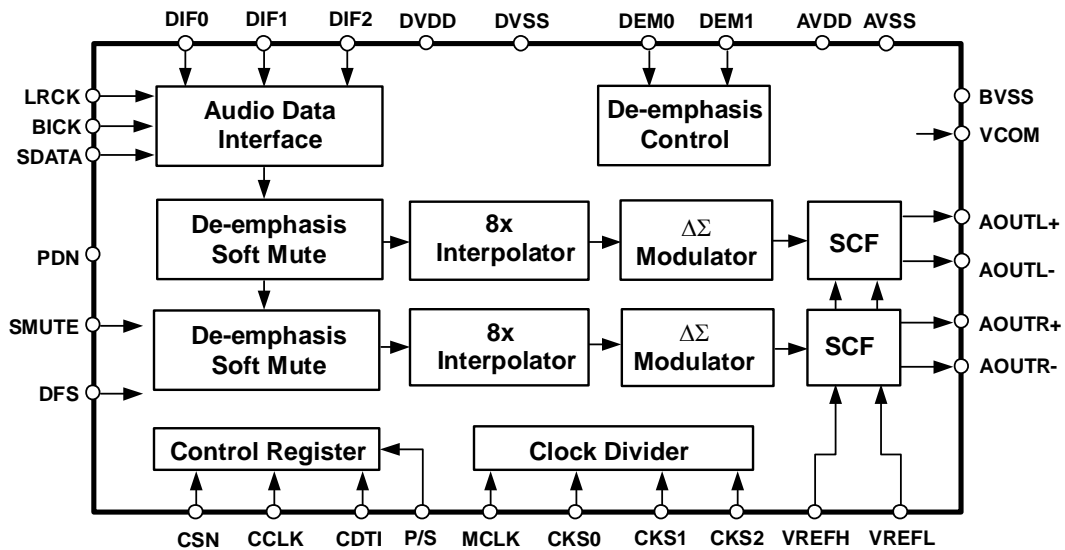 DIF0 DIF1 DIF2 DVDD DVSS DEM0 DEM1 AVDD AVSS
LRCK
BICK
SDATA
Audio Data
Interface
De-emphasis
Control
BVSS
VCOM
PDN
De-emphasis
Soft Mute
8x
Interpolator
ΔΣ
Modulator
SCF
AOUTL+
AOUTL-
SMUTE
DFS
De-emphasis
Soft Mute
8x
Interpolator
ΔΣ
Modulator
SCF
AOUTR+
AOUTR-
Control Register
Clock Divider
CSN CCLK CDTI P/S MCLK CKS0 CKS1 CKS2 VREFH VREFL